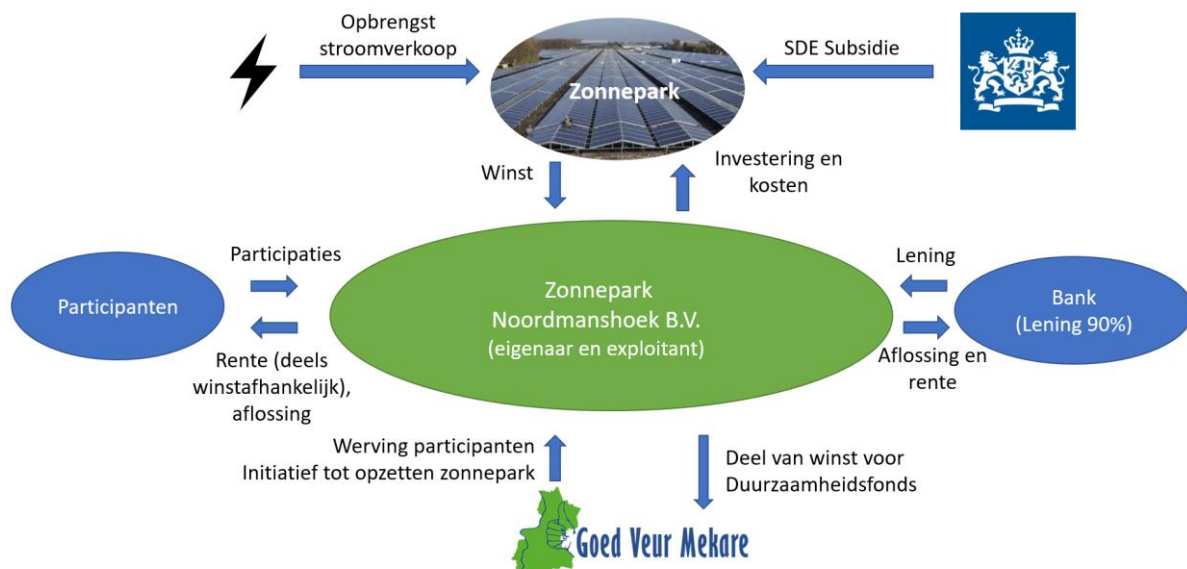 Opbrengst
stroomverkoop
SDE Subsidie
Zonnepark
Winst
Investering en
kosten
Participaties
Lening
Participanten
Zonnepark
Noordmanshoek B.V.
(eigenaar en exploitant)
Bank
(Lening 90%)
Rente (deels
winstafhankelijk),
aflossing
Aflossing en
rente
Werving participanten
Initiatief tot opzetten zonnepark
Deel van winst voor
Duurzaamheidsfonds
Goed Veur Mekare